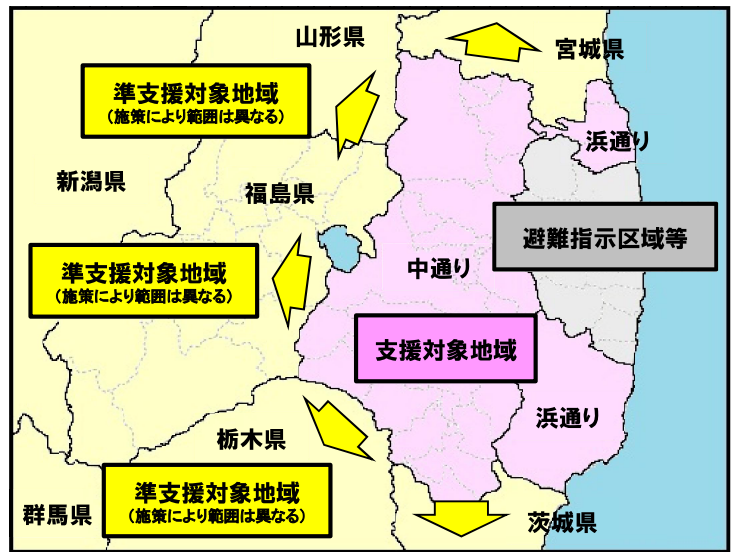 山形県
宮城県
準支援対象地域
(施策により範囲は異なる)
浜通り
新潟県
福島県
避難指示区域等
準支援対象地域
(施策により範囲は異なる)
中通り
支援対象地域
浜通り
栃木県
準支援対象地域
(施策により範囲は異なる)
群馬県
茨城県